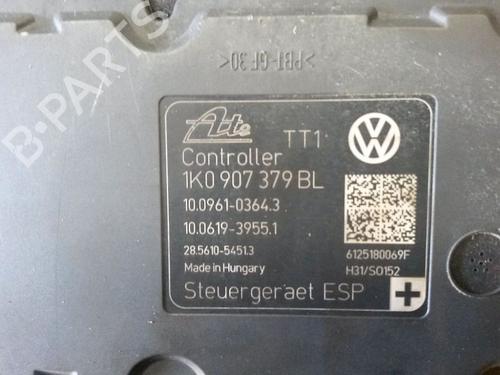 >PBT-GF30<
B-PARTS
Ate TT1
Controller
1K0 907 379 BL
10.0961-0364.3
10.0619-3955.1
28.5610-5451.3
6125180069F
Made in Hungary
H31/SO152
Steuergeraet ESP